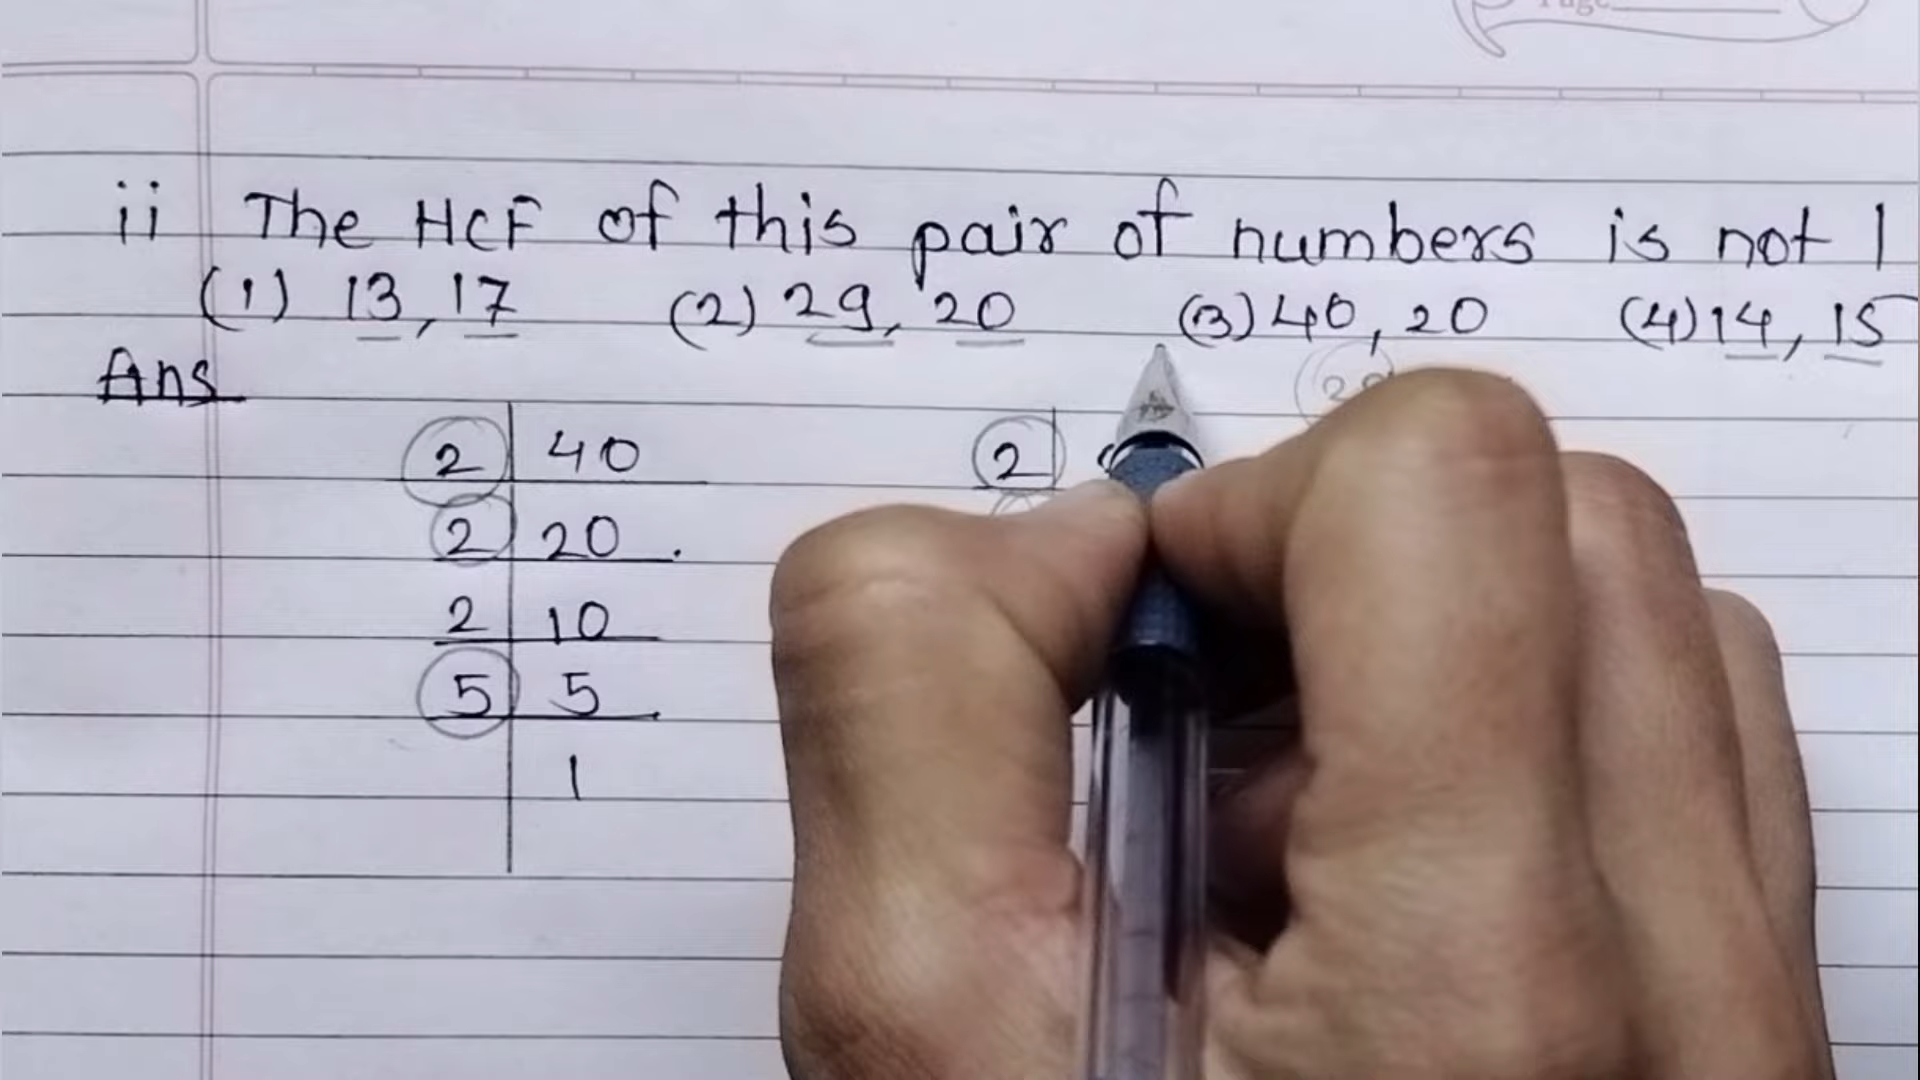 Page
ii The HCF of this pair of numbers is not 1
(1) 13, 17 (2) 29, 20 (3) 40, 20 (4) 14, 15
Ans
2 40 2
2 20 .
2 10
5 5
1